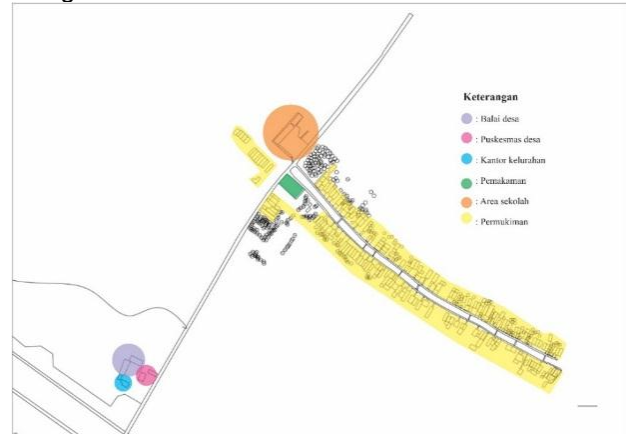 Keterangan
: Balai desa
: Puskesmas desa
: Kantor kelurahan
: Pemakaman
: Area sekolah
: Permukiman